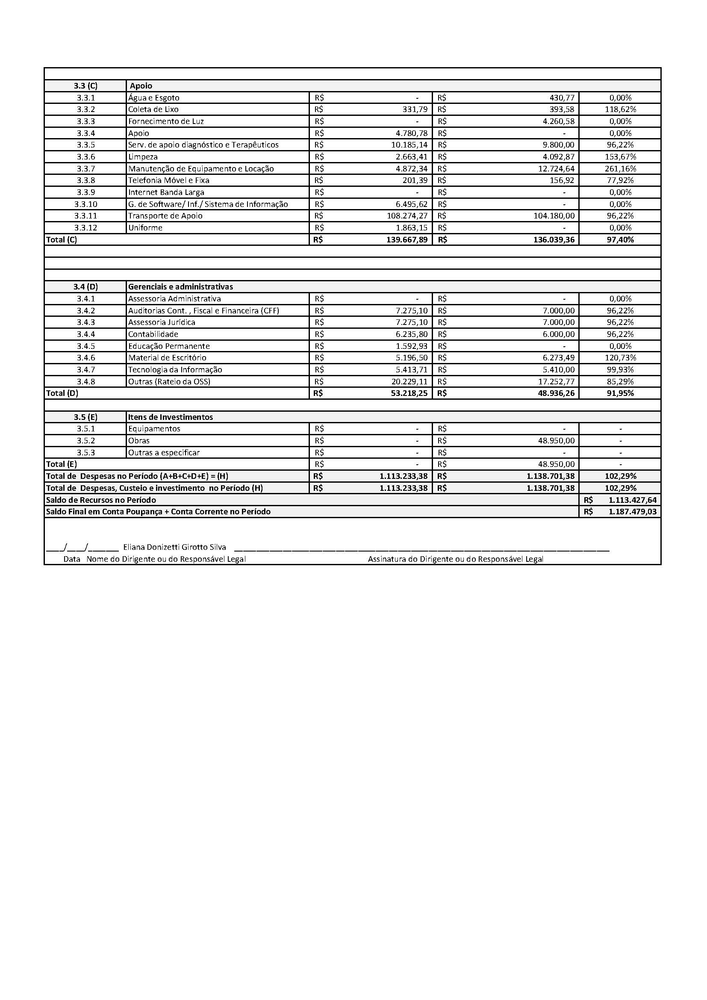 3.3 (C) Apoio
3.3.1 Água e Esgoto R$ - R$ 430,77 0,00%
3.3.2 Coleta de Lixo R$ 331,79 R$ 393,58 118,62%
3.3.3 Fornecimento de Luz R$ - R$ 4.260,58 0,00%
3.3.4 Apoio R$ 4.780,78 R$ - 0,00%
3.3.5 Serv. de apoio diagnóstico e Terapêuticos R$ 10.185,14 R$ 9.800,00 96,22%
3.3.6 Limpeza R$ 2.663,41 R$ 4.092,87 153,67%
3.3.7 Manutenção de Equipamento e Locação R$ 4.872,34 R$ 12.724,64 261,16%
3.3.8 Telefonia Móvel e Fixa R$ 201,39 R$ 156,92 77,92%
3.3.9 Internet Banda Larga R$ - R$ - 0,00%
3.3.10 G. de Software/ Inf./ Sistema de Informação R$ 6.495,62 R$ - 0,00%
3.3.11 Transporte de Apoio R$ 108.274,27 R$ 104.180,00 96,22%
3.3.12 Uniforme R$ 1.863,15 R$ - 0,00%
Total (C) R$ 139.667,89 R$ 136.039,36 97,40%
3.4 (D) Gerenciais e administrativas
3.4.1 Assessoria Administrativa R$ - R$ - 0,00%
3.4.2 Auditorias Cont. , Fiscal e Financeira (CFF) R$ 7.275,10 R$ 7.000,00 96,22%
3.4.3 Assessoria Jurídica R$ 7.275,10 R$ 7.000,00 96,22%
3.4.4 Contabilidade R$ 6.235,80 R$ 6.000,00 96,22%
3.4.5 Educação Permanente R$ 1.592,93 R$ - 0,00%
3.4.6 Material de Escritório R$ 5.196,50 R$ 6.273,49 120,73%
3.4.7 Tecnologia da Informação R$ 5.413,71 R$ 5.410,00 99,93%
3.4.8 Outras (Rateio da OSS) R$ 20.229,11 R$ 17.252,77 85,29%
Total (D) R$ 53.218,25 R$ 48.936,26 91,95%
3.5 (E) Itens de Investimentos
3.5.1 Equipamentos R$ - R$ - -
3.5.2 Obras R$ - R$ 48.950,00 -
3.5.3 Outras a especificar R$ - R$ - -
Total (E) R$ - R$ 48.950,00 -
Total de Despesas no Período (A+B+C+D+E) = (H) R$ 1.113.233,38 R$ 1.138.701,38 102,29%
Total de Despesas, Custeio e investimento no Período (H) R$ 1.113.233,38 R$ 1.138.701,38 102,29%
Saldo de Recursos no Período R$ 1.113.427,64
Saldo Final em Conta Poupança + Conta Corrente no Período R$ 1.187.479,03
____/____/_______ Eliana Donizetti Girotto Silva ______________________________________________
Data Nome do Dirigente ou do Responsável Legal Assinatura do Dirigente ou do Responsável Legal